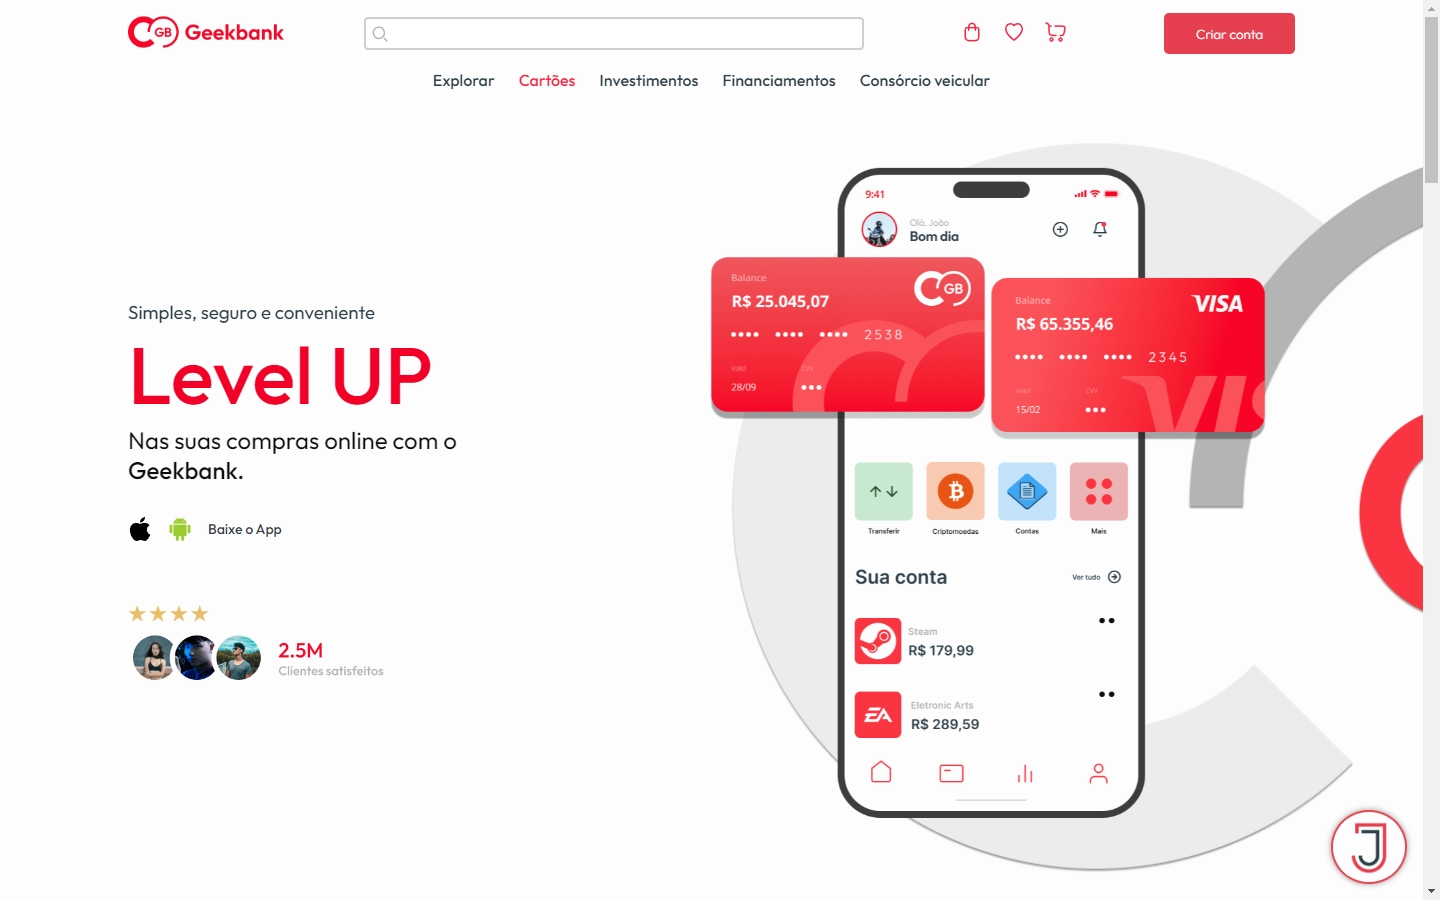 GB Geekbank
Criar conta
Explorar Cartões Investimentos Financiamentos Consórcio veicular
Simples, seguro e conveniente
Level UP
Nas suas compras online com o
Geekbank.
Baixe o App
2.5M
Clientes satisfeitos
9:41
Olá, João
Bom dia
Balance
R$ 25.045,07
GB
•••• •••• •••• 2538
Valid CVV
28/09 •••
Balance
R$ 65.355,46
VISA
•••• •••• •••• 2345
Valid CVV
15/02 •••
Transferir Criptomoedas Contas Mais
Sua conta
Ver tudo
Steam
R$ 179,99
EA
Eletronic Arts
R$ 289,59
J